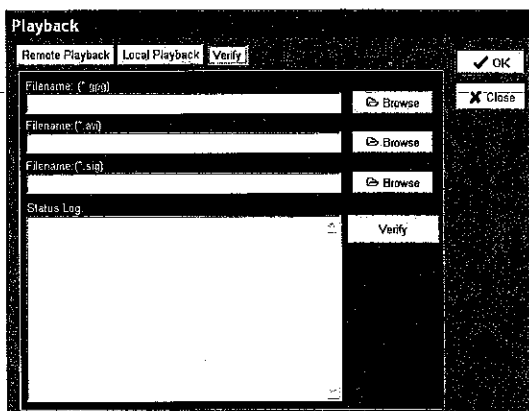 Playback
Remote Playback Local Playback Verify
OK
Close
Filename: (*.gpg)
Browse
Filename:(*.avi)
Browse
Filename:(*.sig)
Browse
Status Log:
Verify